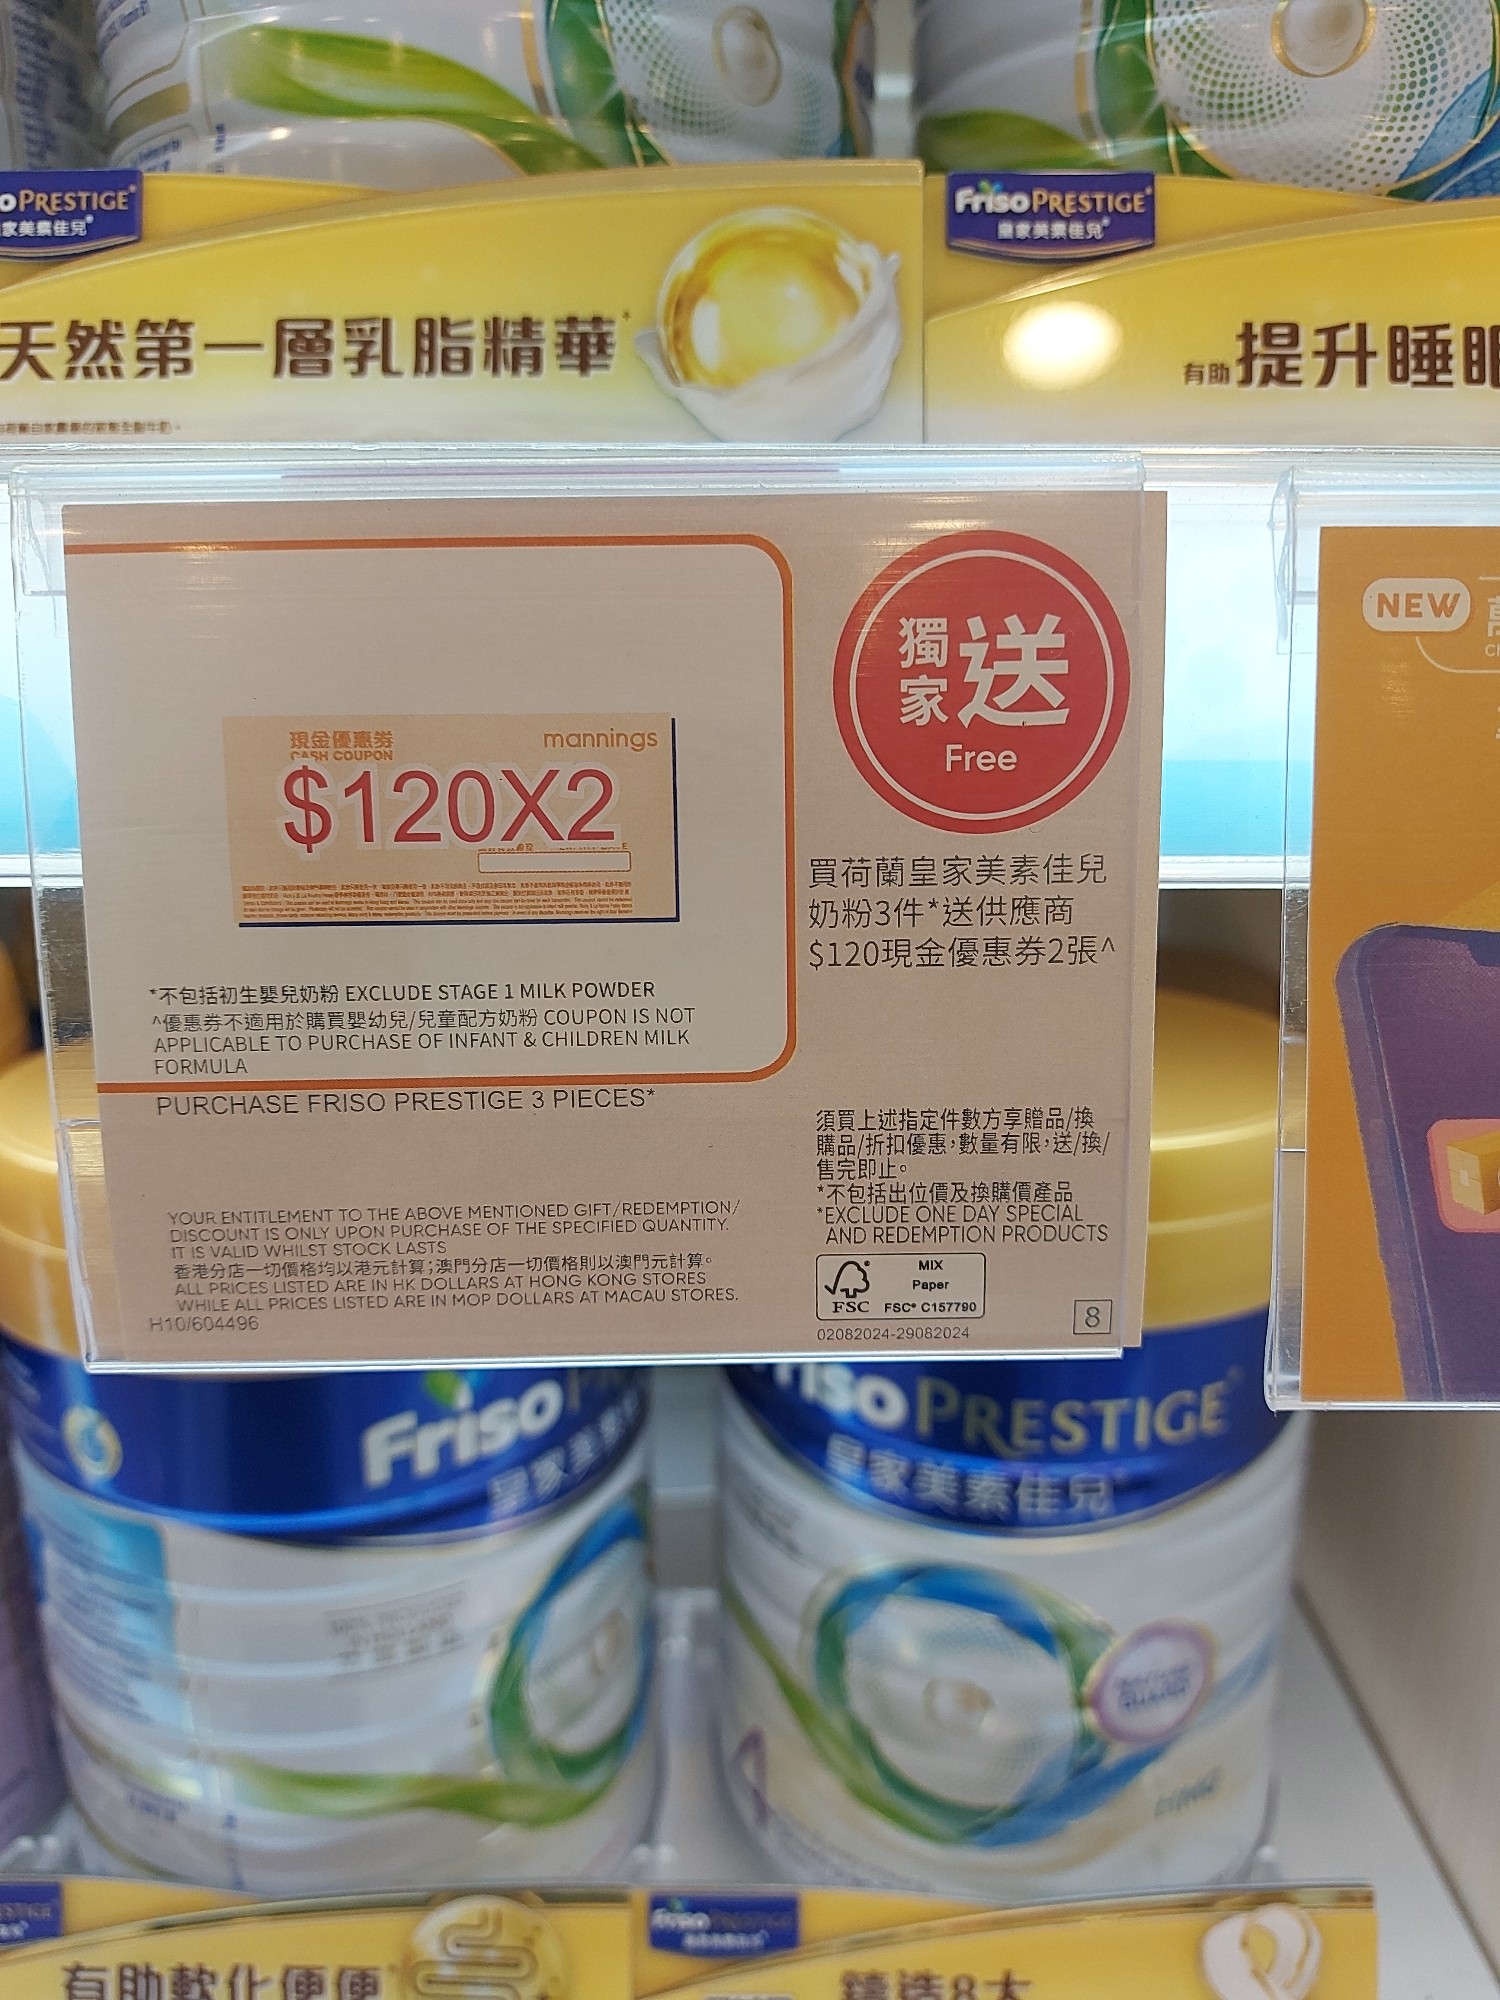 PRESTIGE
家美素佳兒
Friso PRESTIGE
皇家美素佳兒
天然第一層乳脂精華
有助提升睡眠
獨家送
Free
現金優惠券
CASH COUPON
mannings
$120X2
買荷蘭皇家美素佳兒
奶粉3件*送供應商
$120現金優惠券2張^
*不包括初生嬰兒奶粉 EXCLUDE STAGE 1 MILK POWDER
^優惠券不適用於購買嬰幼兒/兒童配方奶粉 COUPON IS NOT
APPLICABLE TO PURCHASE OF INFANT & CHILDREN MILK
FORMULA
PURCHASE FRISO PRESTIGE 3 PIECES*
須買上述指定件數方享贈品/換
購品/折扣優惠，數量有限，送/換/
售完即止。
*不包括出位價及換購價產品
*EXCLUDE ONE DAY SPECIAL
AND REDEMPTION PRODUCTS
YOUR ENTITLEMENT TO THE ABOVE MENTIONED GIFT/REDEMPTION/
DISCOUNT IS ONLY UPON PURCHASE OF THE SPECIFIED QUANTITY.
IT IS VALID WHILST STOCK LASTS
香港分店一切價格均以港元計算；澳門分店一切價格則以澳門元計算。
ALL PRICES LISTED ARE IN HK DOLLARS AT HONG KONG STORES
WHILE ALL PRICES LISTED ARE IN MOP DOLLARS AT MACAU STORES.
H10/604496
FSC
MIX
Paper
FSC® C157790
02082024-29082024
8
NEW
Friso
皇家美
PRESTIGE
皇家美素佳兒
4
有助軟化便便